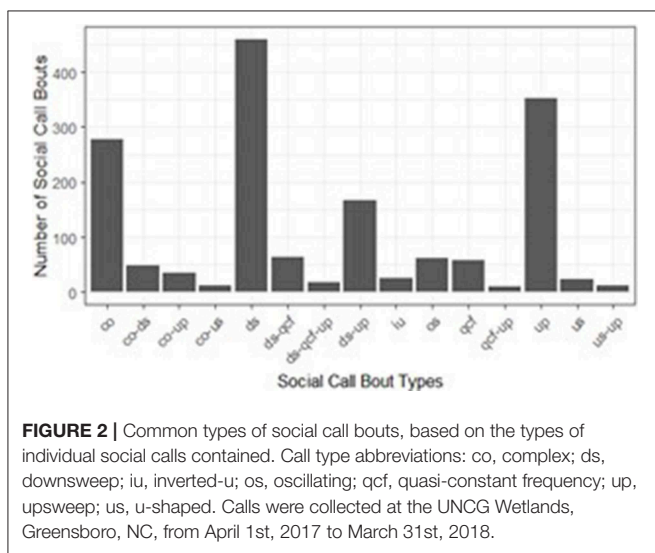 Number of Social Call Bouts
400
300
200
100
0
co
co-ds
co-up
co-us
ds
ds-qcf
ds-qcf-up
ds-up
iu
os
qcf
qcf-up
up
us
us-up
Social Call Bout Types
FIGURE 2 | Common types of social call bouts, based on the types of
individual social calls contained. Call type abbreviations: co, complex; ds,
downsweep; iu, inverted-u; os, oscillating; qcf, quasi-constant frequency; up,
upsweep; us, u-shaped. Calls were collected at the UNCG Wetlands,
Greensboro, NC, from April 1st, 2017 to March 31st, 2018.